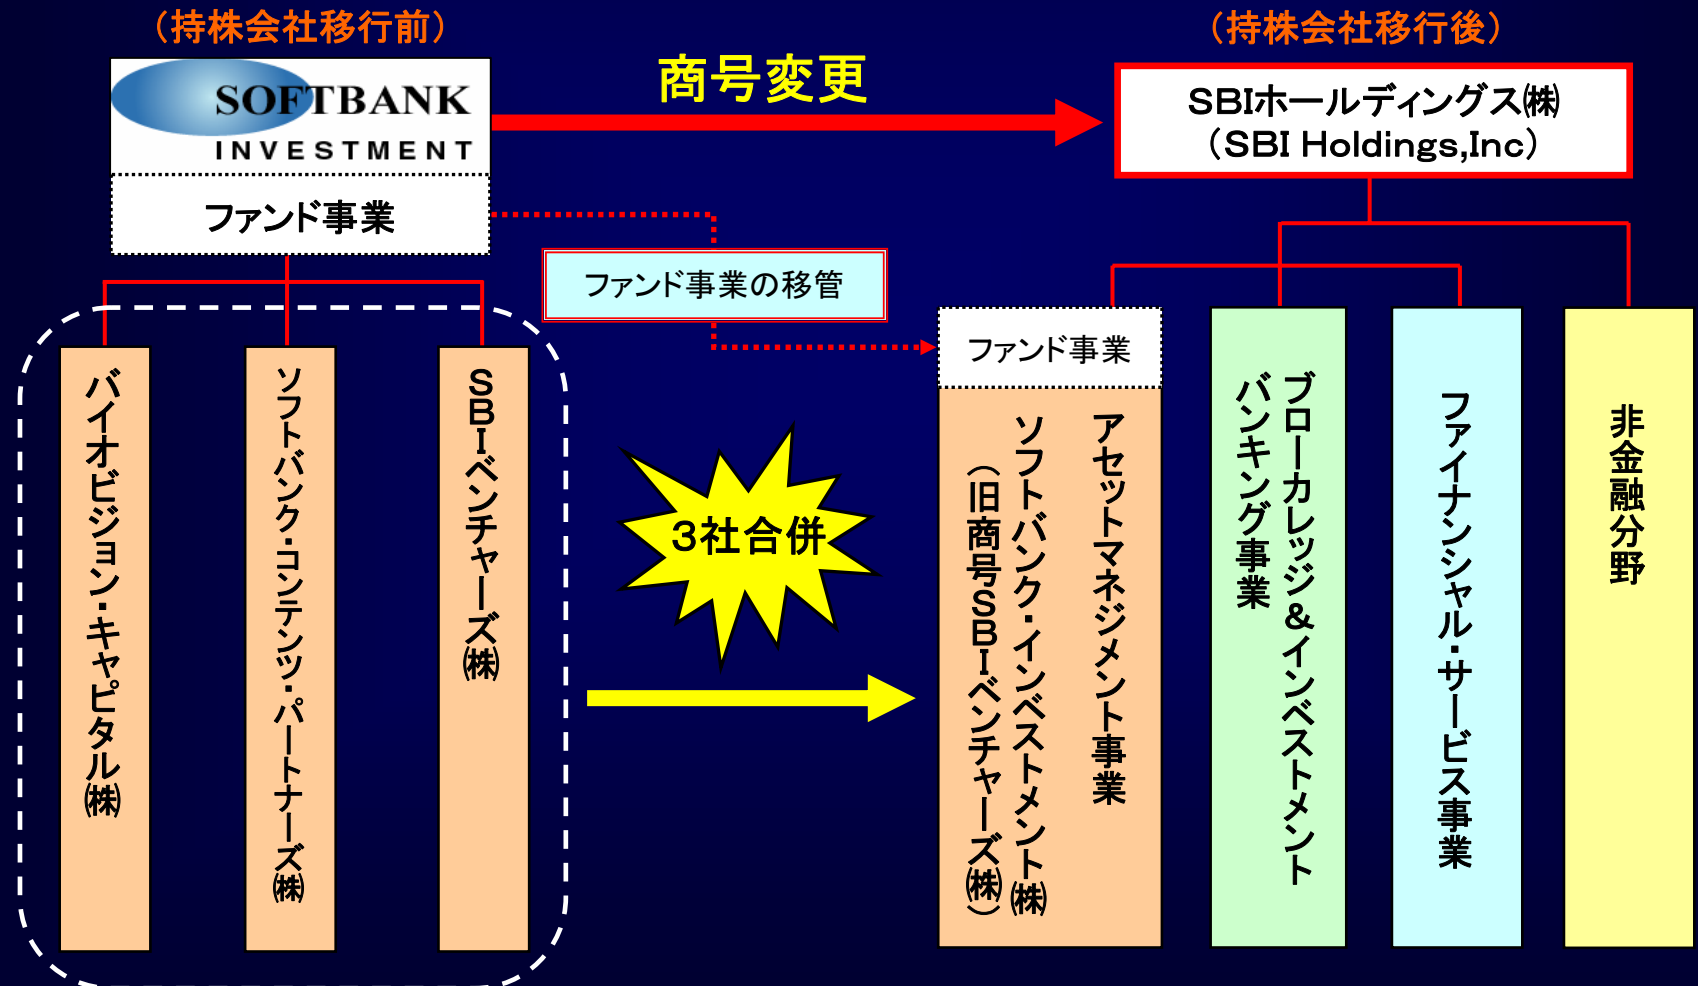 （持株会社移行前）
（持株会社移行後）
商号変更
SOFTBANK
INVESTMENT
ファンド事業
SBIホールディングス㈱
（SBI Holdings,Inc）
ファンド事業の移管
ファンド事業
バイオビジョン・キャピタル㈱
ソフトバンク・コンテンツ・パートナーズ㈱
ＳＢＩベンチャーズ㈱
３社合併
アセットマネジメント事業
ソフトバンク・インベストメント㈱
（旧商号ＳＢＩベンチャーズ㈱）
ブローカレッジ＆インベストメント
バンキング事業
ファイナンシャル・サービス事業
非金融分野